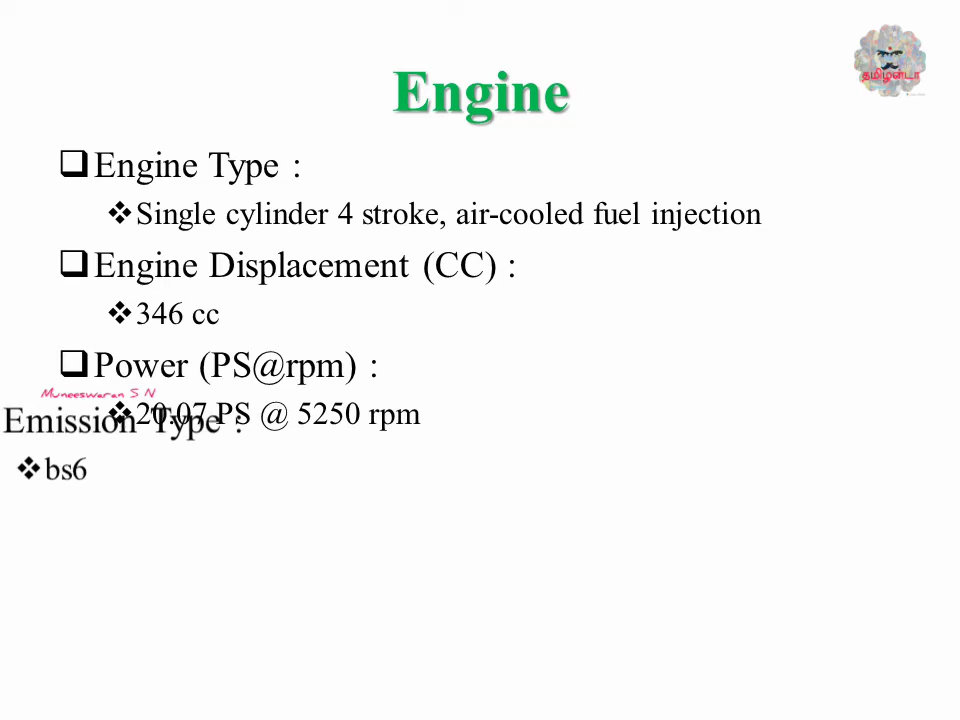 தமிழன்டா
Engine
Engine Type :
Single cylinder 4 stroke, air-cooled fuel injection
Engine Displacement (CC) :
346 cc
Power (PS@rpm) :
Muneeswaran S N
20.07 PS @ 5250 rpm
Emission Type :
bs6